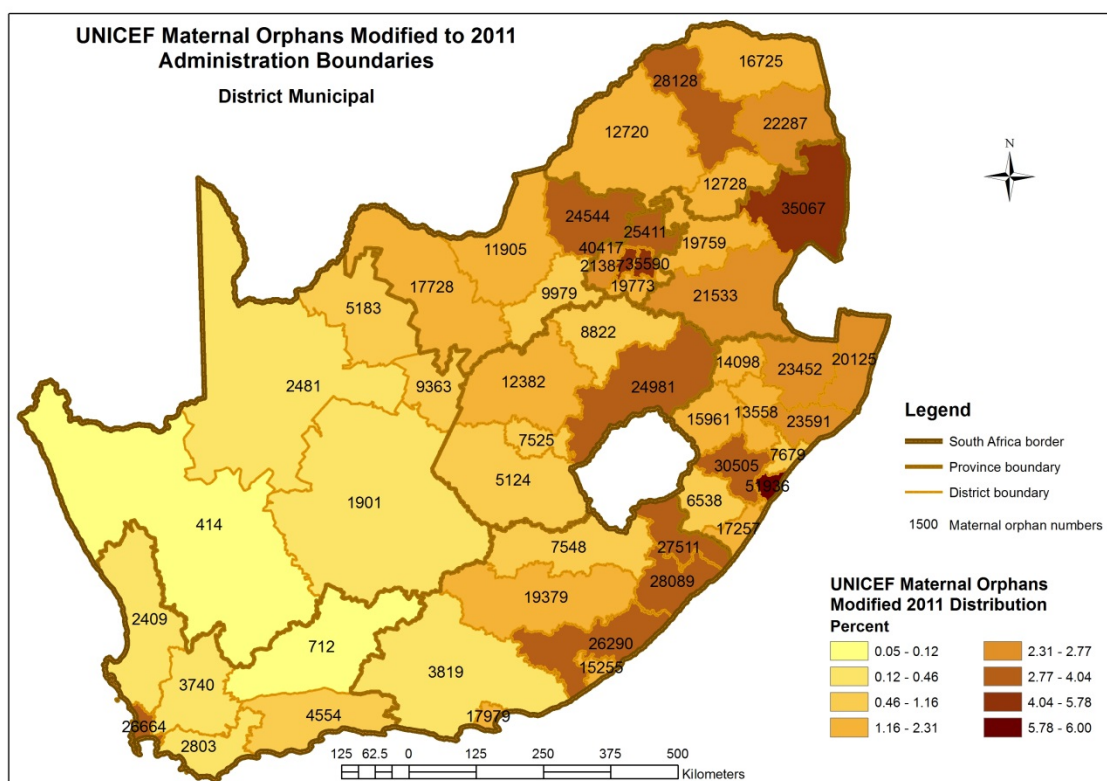 UNICEF Maternal Orphans Modified to 2011
Administration Boundaries
District Municipal
N
16725
28128
22287
12720
12728
35067
24544
25411
19759
11905
40417
21387
35590
19773
17728
9979
21533
5183
8822
20125
14098
23452
2481
9363
12382
24981
15961
13558
23591
7525
7679
30505
5124
51936
1901
6538
414
17257
7548
27511
28089
19379
2409
712
26290
3819
15255
3740
4554
17979
26664
2803
Legend
South Africa border
Province boundary
District boundary
1500 Maternal orphan numbers
UNICEF Maternal Orphans
Modified 2011 Distribution
Percent
0.05 - 0.12
0.12 - 0.46
0.46 - 1.16
1.16 - 2.31
2.31 - 2.77
2.77 - 4.04
4.04 - 5.78
5.78 - 6.00
125 62.5 0 125 250 375 500
Kilometers